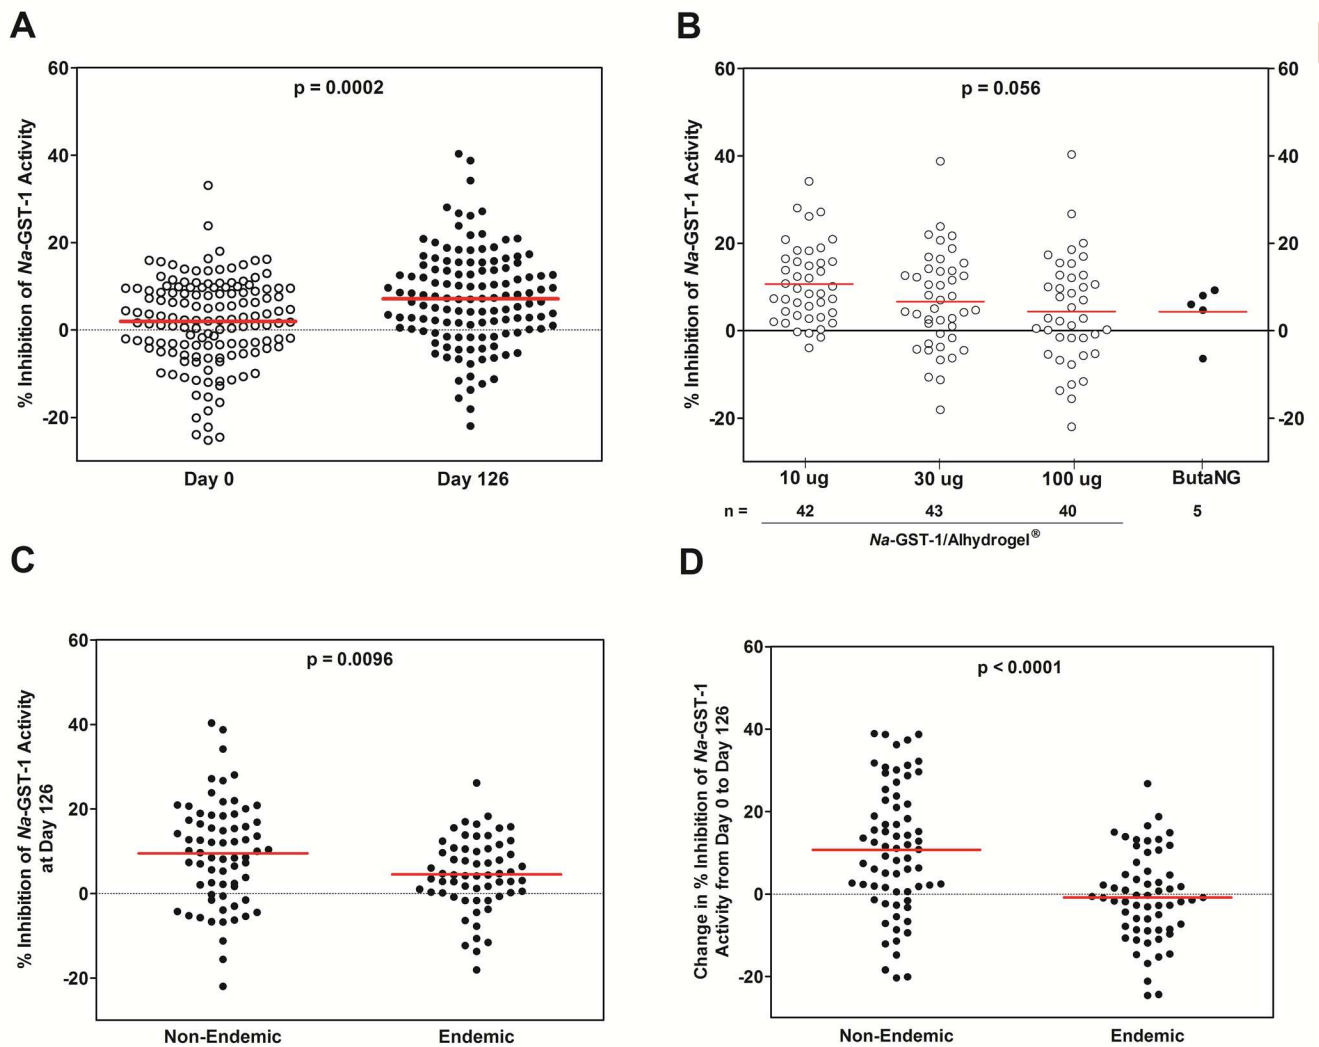 A
p = 0.0002
% Inhibition of Na-GST-1 Activity
60
40
20
0
-20
Day 0
Day 126
B
p = 0.056
% Inhibition of Na-GST-1 Activity
60
40
20
0
-20
60
40
20
0
-20
10 ug
30 ug
100 ug
ButaNG
n =
42
43
40
5
Na-GST-1/Alhydrogel®
C
p = 0.0096
% Inhibition of Na-GST-1 Activity
at Day 126
60
40
20
0
-20
Non-Endemic
Endemic
D
p < 0.0001
Change in % Inhibition of Na-GST-1
Activity from Day 0 to Day 126
60
40
20
0
-20
Non-Endemic
Endemic